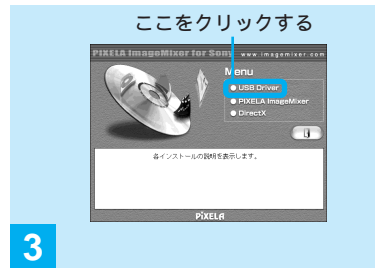 ここをクリックする
PIXELA ImageMixer for Sony www.imagemixer.com
Menu
USB Driver
PIXELA ImageMixer
DirectX
各インストールの説明を表示します。
PIXELA
3